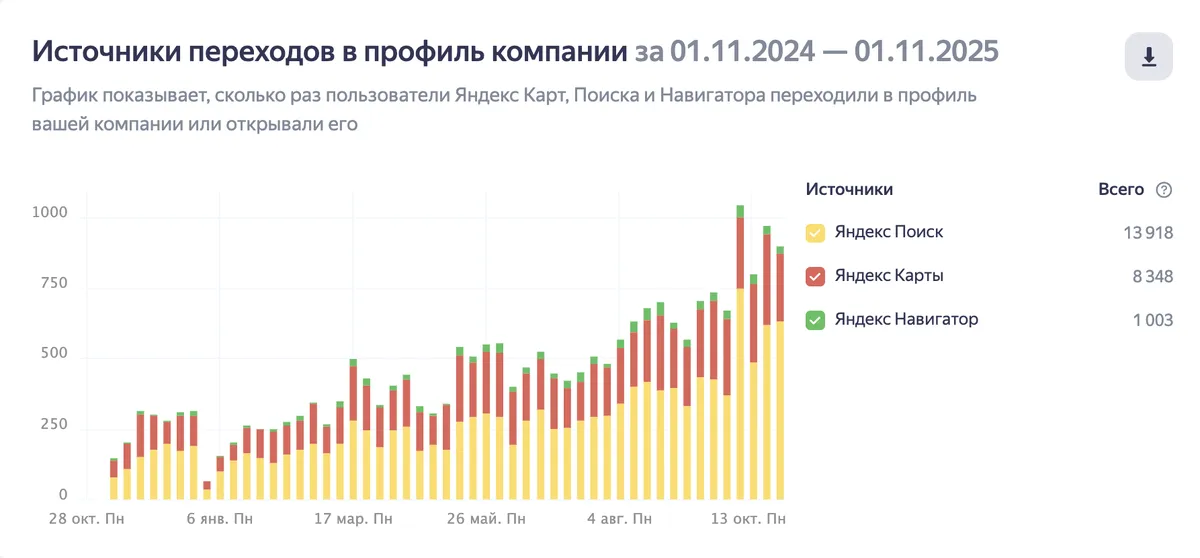 Источники переходов в профиль компании за 01.11.2024 — 01.11.2025
График показывает, сколько раз пользователи Яндекс Карт, Поиска и Навигатора переходили в профиль
вашей компании или открывали его
Источники Всего ?
Яндекс Поиск 13 918
Яндекс Карты 8 348
Яндекс Навигатор 1 003
1000
750
500
250
0
28 окт. Пн 6 янв. Пн 17 мар. Пн 26 май. Пн 4 авг. Пн 13 окт. Пн